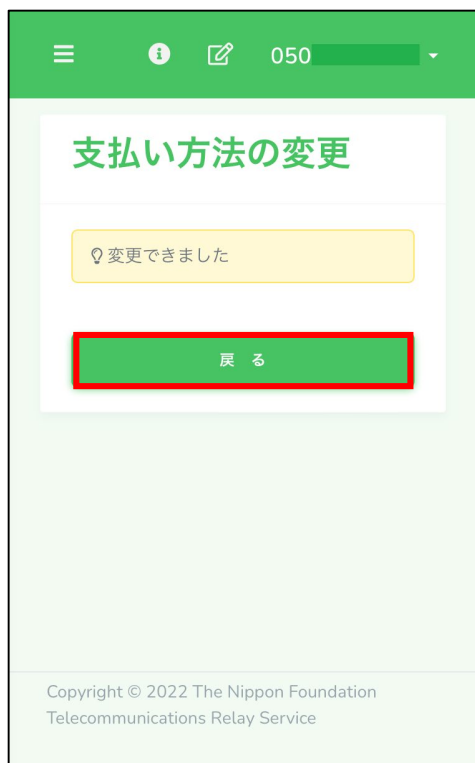 050
支払い方法の変更
変更できました
戻 る
Copyright © 2022 The Nippon Foundation
Telecommunications Relay Service